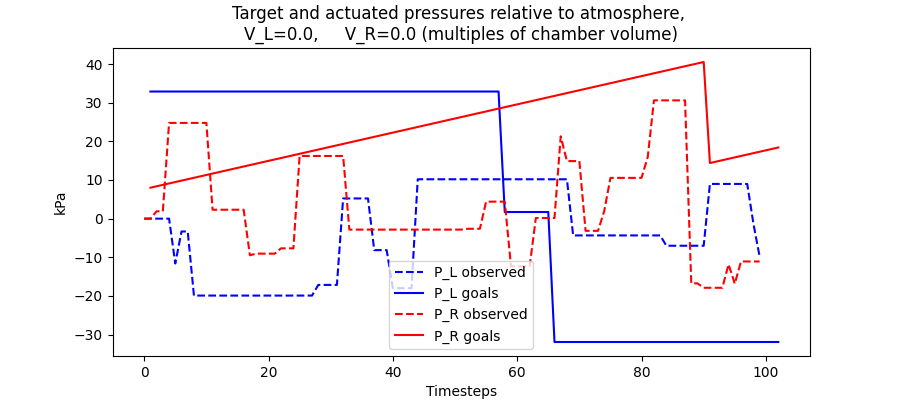 Target and actuated pressures relative to atmosphere,
V_L=0.0,     V_R=0.0 (multiples of chamber volume)
40
30
20
10
0
−10
−20
−30
kPa
P_L observed
P_L goals
P_R observed
P_R goals
0 20 40 60 80 100
Timesteps